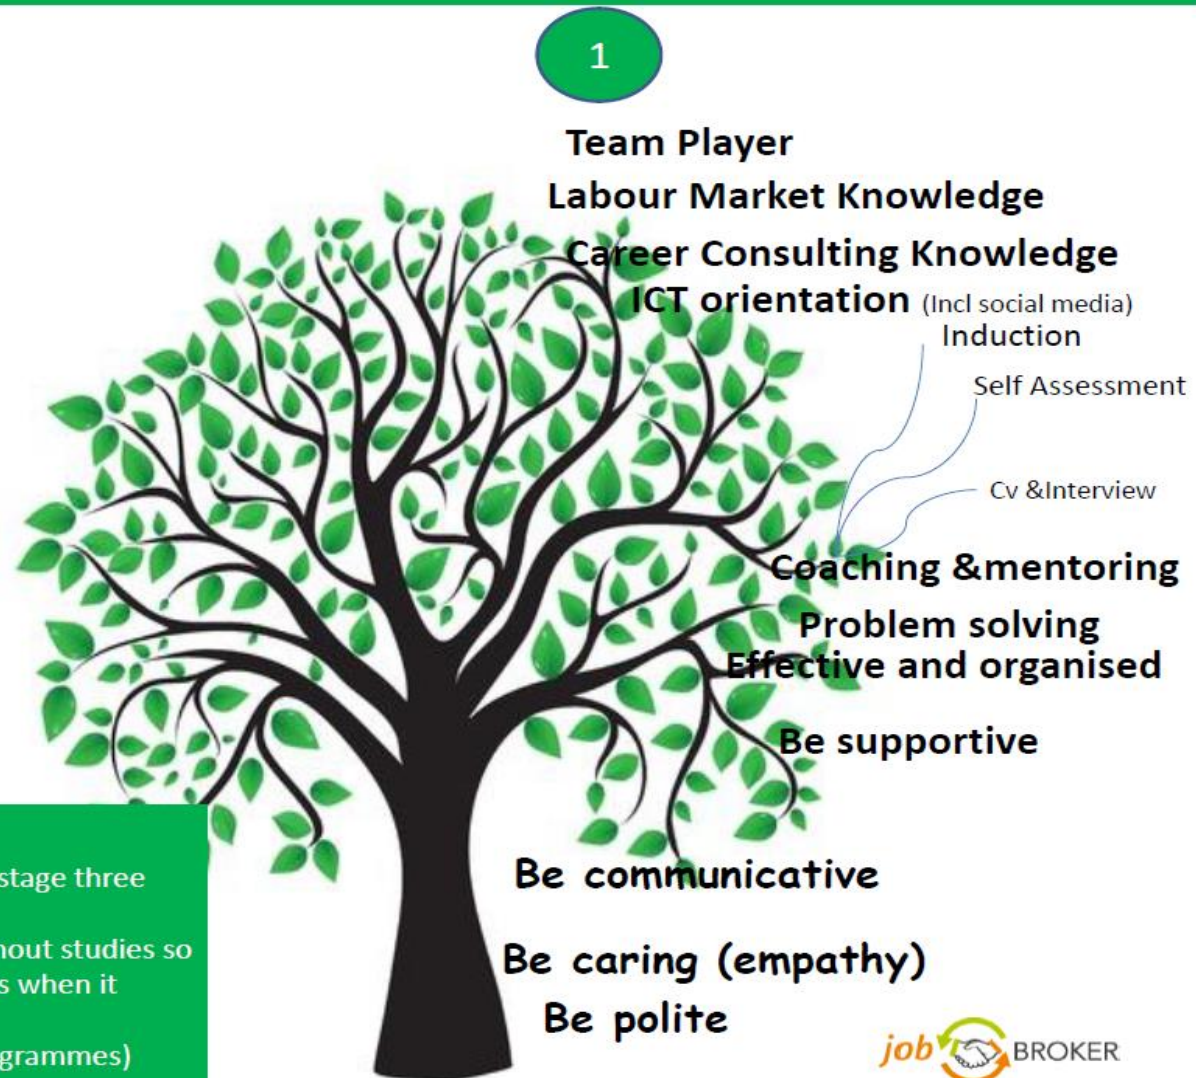 1
Team Player
Labour Market Knowledge
Career Consulting Knowledge
ICT orientation (Incl social media)
Induction
Self Assessment
Cv &Interview
Coaching &mentoring
Problem solving
Effective and organised
Be supportive
stage three
hout studies so
s when it
grammes)
Be communicative
Be caring (empathy)
Be polite
job BROKER